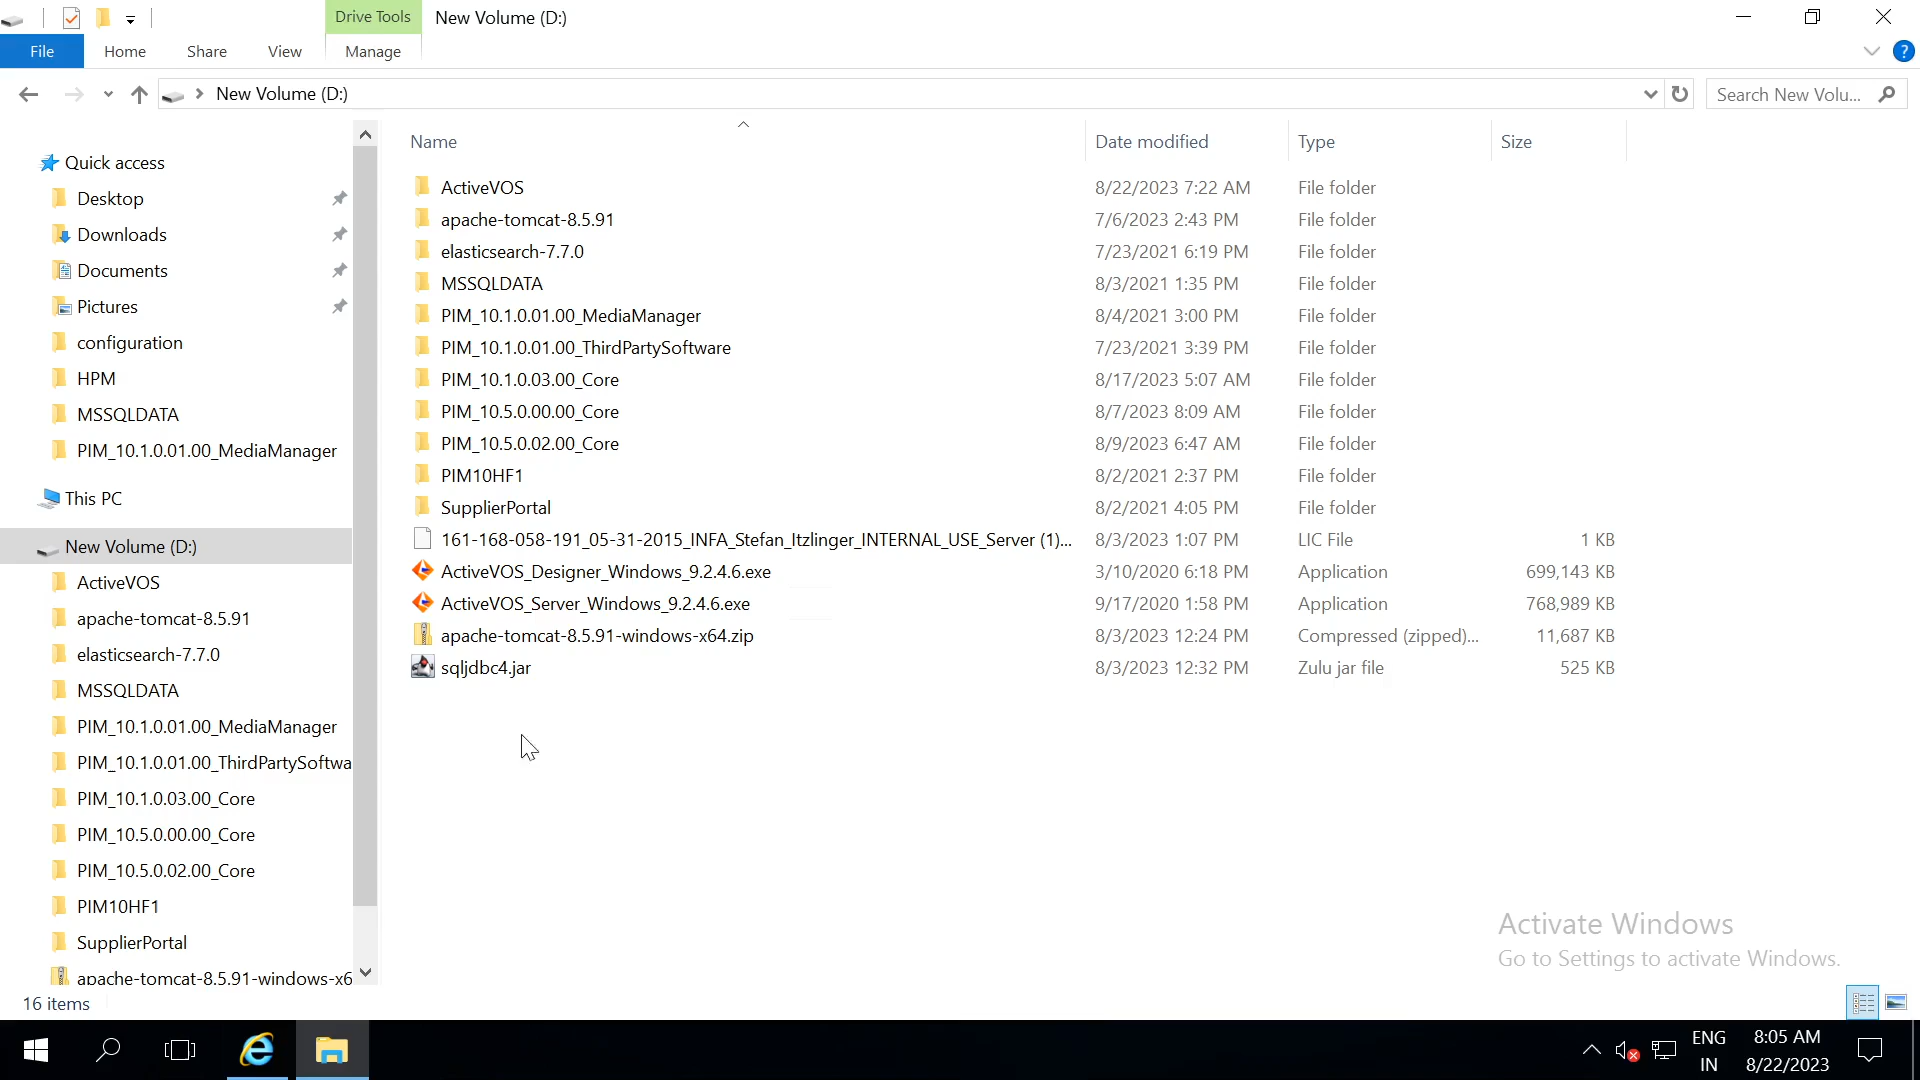 Drive Tools
New Volume (D:)
File
Home
Share
View
Manage
?
New Volume (D:)
Search New Volu...
Quick access
Desktop
Downloads
Documents
Pictures
configuration
HPM
MSSQLDATA
PIM_10.1.0.01.00_MediaManager
This PC
New Volume (D:)
ActiveVOS
apache-tomcat-8.5.91
elasticsearch-7.7.0
MSSQLDATA
PIM_10.1.0.01.00_MediaManager
PIM_10.1.0.01.00_ThirdPartySoftwa
PIM_10.1.0.03.00_Core
PIM_10.5.0.00.00_Core
PIM_10.5.0.02.00_Core
PIM10HF1
SupplierPortal
apache-tomcat-8.5.91-windows-x6
Name Date modified Type Size
ActiveVOS 8/22/2023 7:22 AM File folder
apache-tomcat-8.5.91 7/6/2023 2:43 PM File folder
elasticsearch-7.7.0 7/23/2021 6:19 PM File folder
MSSQLDATA 8/3/2021 1:35 PM File folder
PIM_10.1.0.01.00_MediaManager 8/4/2021 3:00 PM File folder
PIM_10.1.0.01.00_ThirdPartySoftware 7/23/2021 3:39 PM File folder
PIM_10.1.0.03.00_Core 8/17/2023 5:07 AM File folder
PIM_10.5.0.00.00_Core 8/7/2023 8:09 AM File folder
PIM_10.5.0.02.00_Core 8/9/2023 6:47 AM File folder
PIM10HF1 8/2/2021 2:37 PM File folder
SupplierPortal 8/2/2021 4:05 PM File folder
161-168-058-191_05-31-2015_INFA_Stefan_Itzlinger_INTERNAL_USE_Server (1)... 8/3/2023 1:07 PM LIC File 1 KB
ActiveVOS_Designer_Windows_9.2.4.6.exe 3/10/2020 6:18 PM Application 699,143 KB
ActiveVOS_Server_Windows_9.2.4.6.exe 9/17/2020 1:58 PM Application 768,989 KB
apache-tomcat-8.5.91-windows-x64.zip 8/3/2023 12:24 PM Compressed (zipped)... 11,687 KB
sqljdbc4.jar 8/3/2023 12:32 PM Zulu jar file 525 KB
Activate Windows
Go to Settings to activate Windows.
16 items
ENG
IN
8:05 AM
8/22/2023